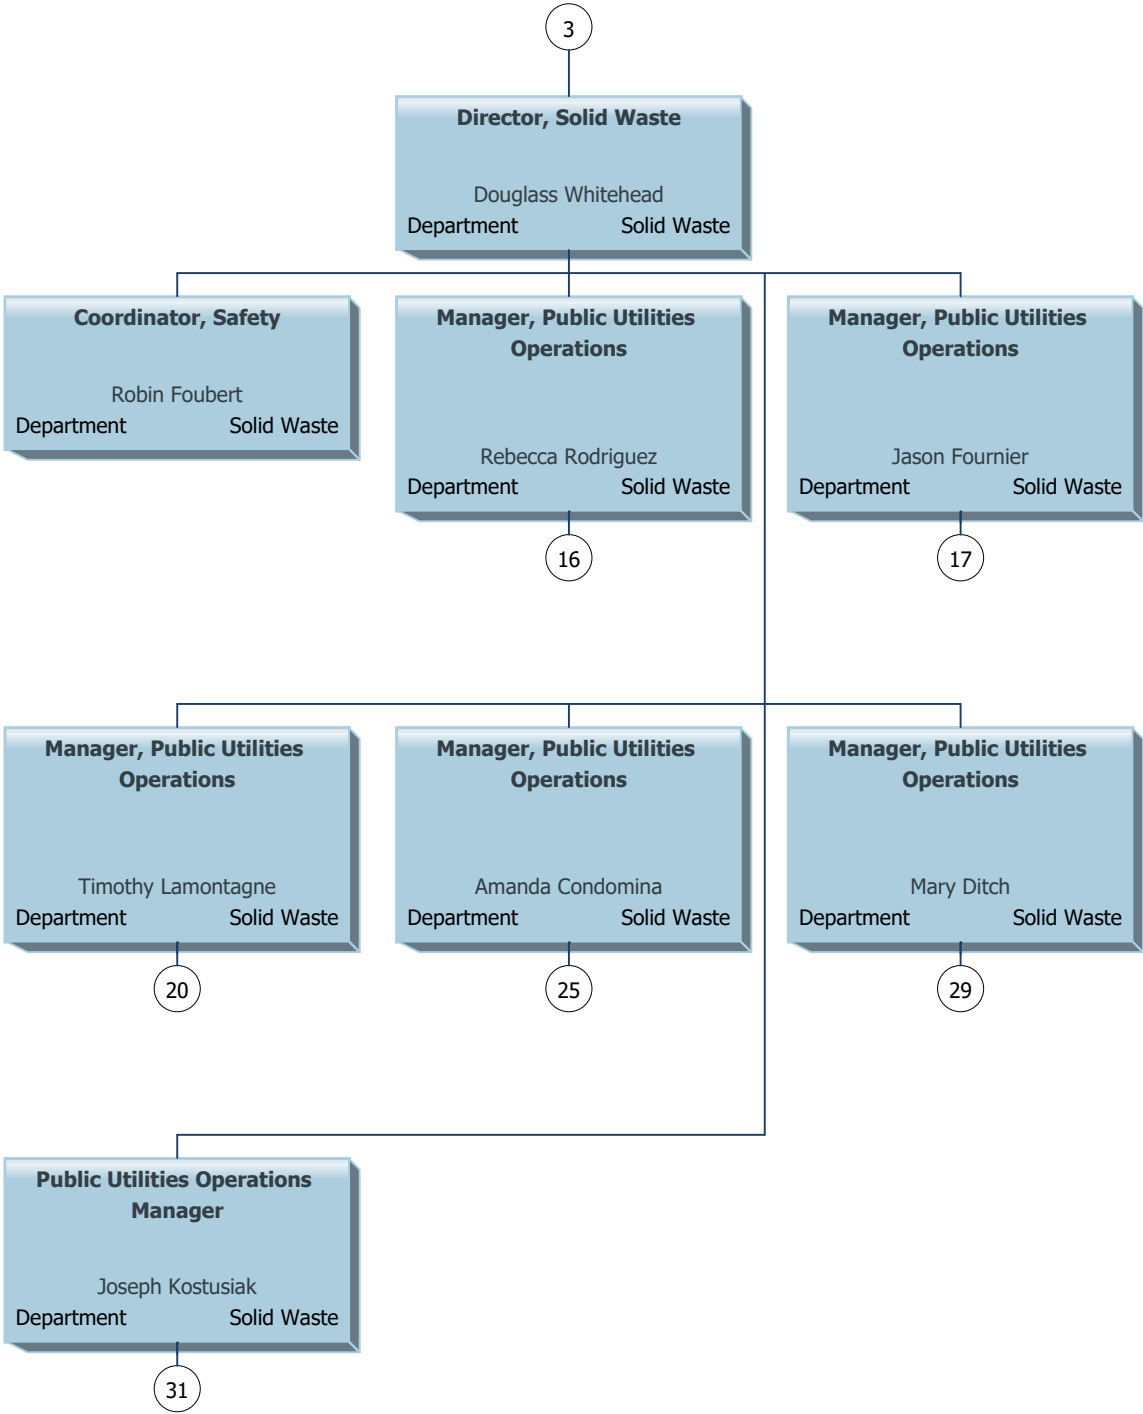 3
Director, Solid Waste
Douglass Whitehead
Department Solid Waste
Coordinator, Safety
Robin Foubert
Department Solid Waste
Manager, Public Utilities
Operations
Rebecca Rodriguez
Department Solid Waste
16
Manager, Public Utilities
Operations
Jason Fournier
Department Solid Waste
17
Manager, Public Utilities
Operations
Timothy Lamontagne
Department Solid Waste
20
Manager, Public Utilities
Operations
Amanda Condomina
Department Solid Waste
25
Manager, Public Utilities
Operations
Mary Ditch
Department Solid Waste
29
Public Utilities Operations
Manager
Joseph Kostusiak
Department Solid Waste
31